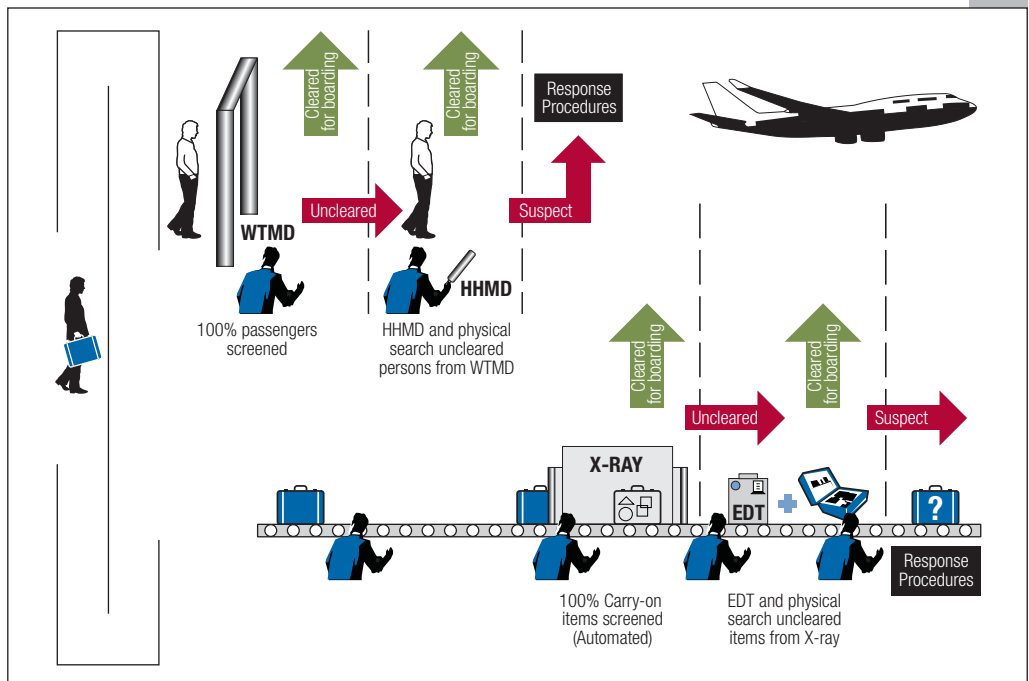 Cleared
for boarding
Cleared
for boarding
Response
Procedures
Uncleared
Suspect
WTMD
HHMD
100% passengers
screened
HHMD and physical
search uncleared
persons from WTMD
Cleared
for boarding
Cleared
for boarding
Uncleared
Suspect
X-RAY
EDT
?
Response
Procedures
100% Carry-on
items screened
(Automated)
EDT and physical
search uncleared
items from X-ray